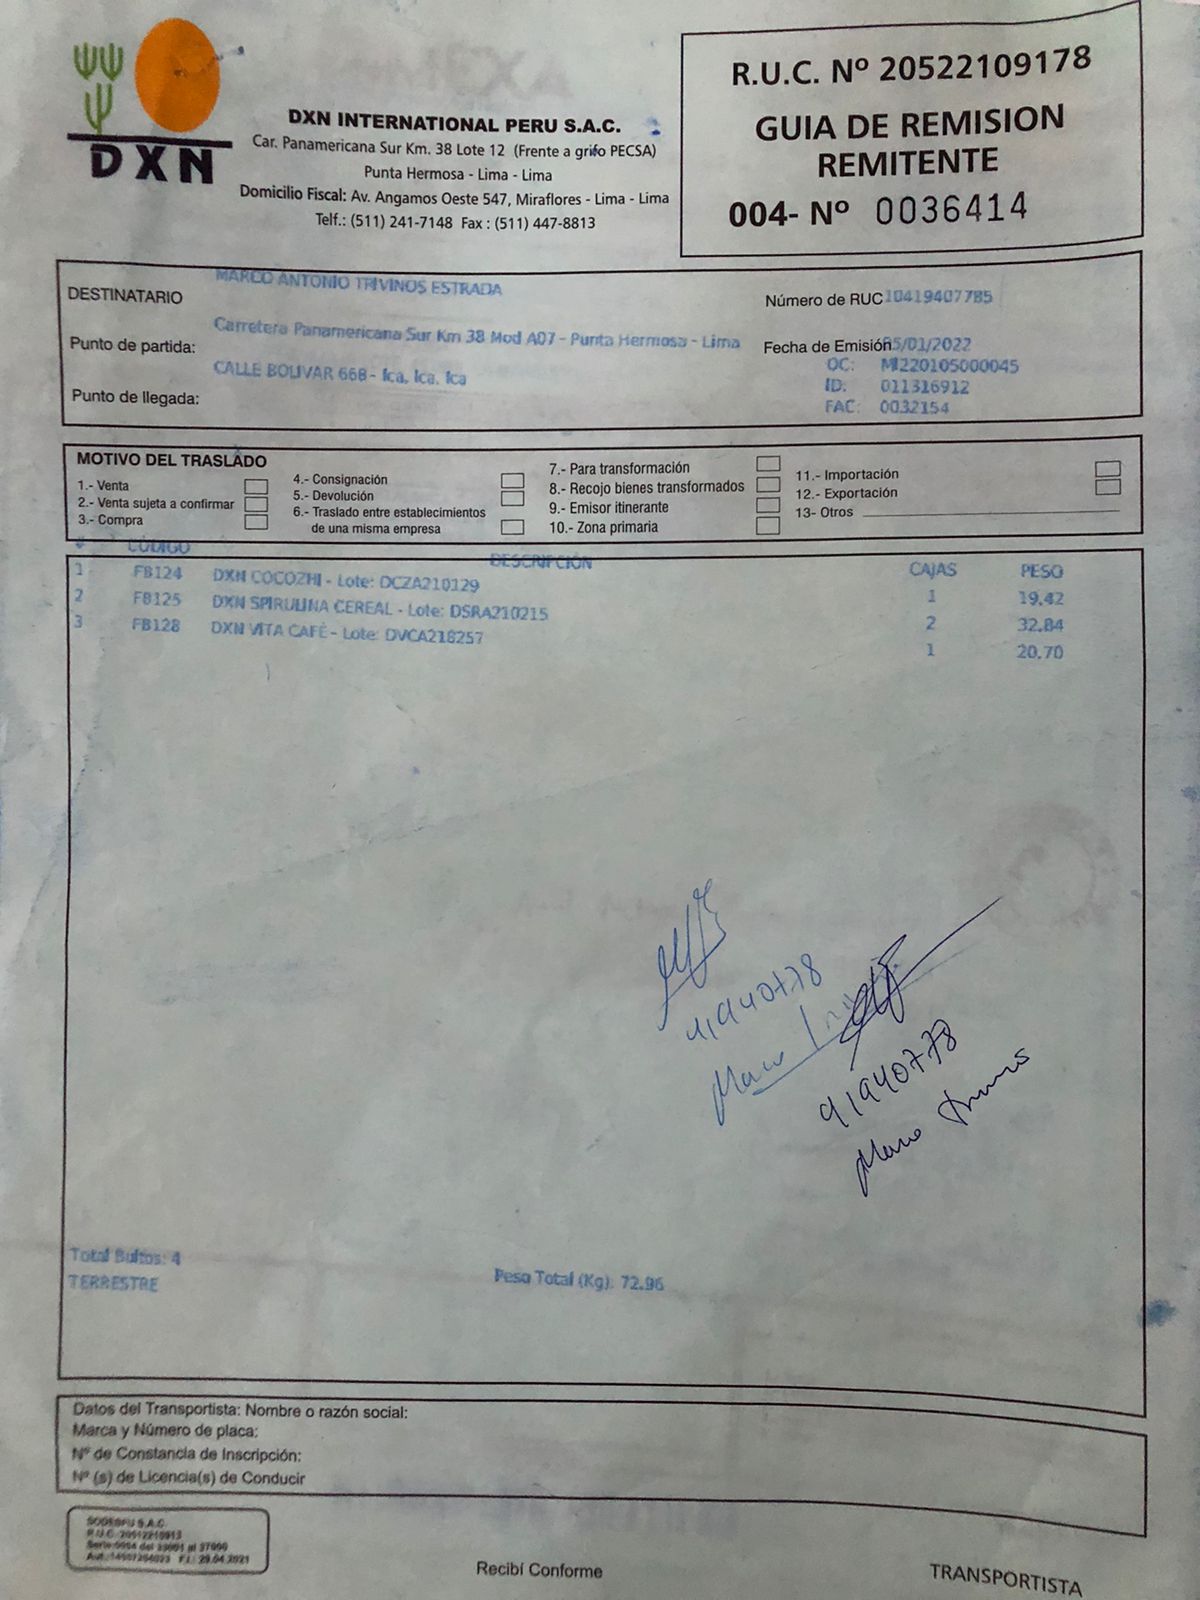 DXN
DXN INTERNATIONAL PERU S.A.C.
Car. Panamericana Sur Km. 38 Lote 12 (Frente a grifo PECSA)
Punta Hermosa - Lima - Lima
Domicilio Fiscal: Av. Angamos Oeste 547, Miraflores - Lima - Lima
Telf.: (511) 241-7148 Fax : (511) 447-8813
R.U.C. Nº 20522109178
GUIA DE REMISION
REMITENTE
004- Nº 0036414
DESTINATARIO MARCO ANTONIO TRIVINOS ESTRADA
Número de RUC 10419407785
Punto de partida: Carretera Panamericana Sur Km 38 Mod A07 - Punta Hermosa - Lima
Fecha de Emisión 05/01/2022
Punto de llegada: CALLE BOLIVAR 668 - Ica, Ica, Ica
OC: MI220105000045
ID: 011316912
FAC: 0032154
MOTIVO DEL TRASLADO
1.- Venta
2.- Venta sujeta a confirmar
3.- Compra
4.- Consignación
5.- Devolución
6.- Traslado entre establecimientos
de una misma empresa
7.- Para transformación
8.- Recojo bienes transformados
9.- Emisor itinerante
10.- Zona primaria
11.- Importación
12.- Exportación
13- Otros
# CÓDIGO DESCRIPCIÓN CAJAS PESO
1 FB124 DXN COCOZHI - Lote: DCZA210129 1 19.42
2 FB125 DXN SPIRULINA CEREAL - Lote: DSRA210215 2 32.84
3 FB128 DXN VITA CAFÉ - Lote: DVCA218257 1 20.70
41940778
Marco
41940778
Marco
Total Bultos: 4
TERRESTRE
Peso Total (Kg): 72.96
Datos del Transportista: Nombre o razón social:
Marca y Número de placa:
Nº de Constancia de Inscripción:
Nº (s) de Licencia(s) de Conducir
S.A.C.
R.U.C.
F.I.: 29.04.2021
Recibí Conforme
TRANSPORTISTA